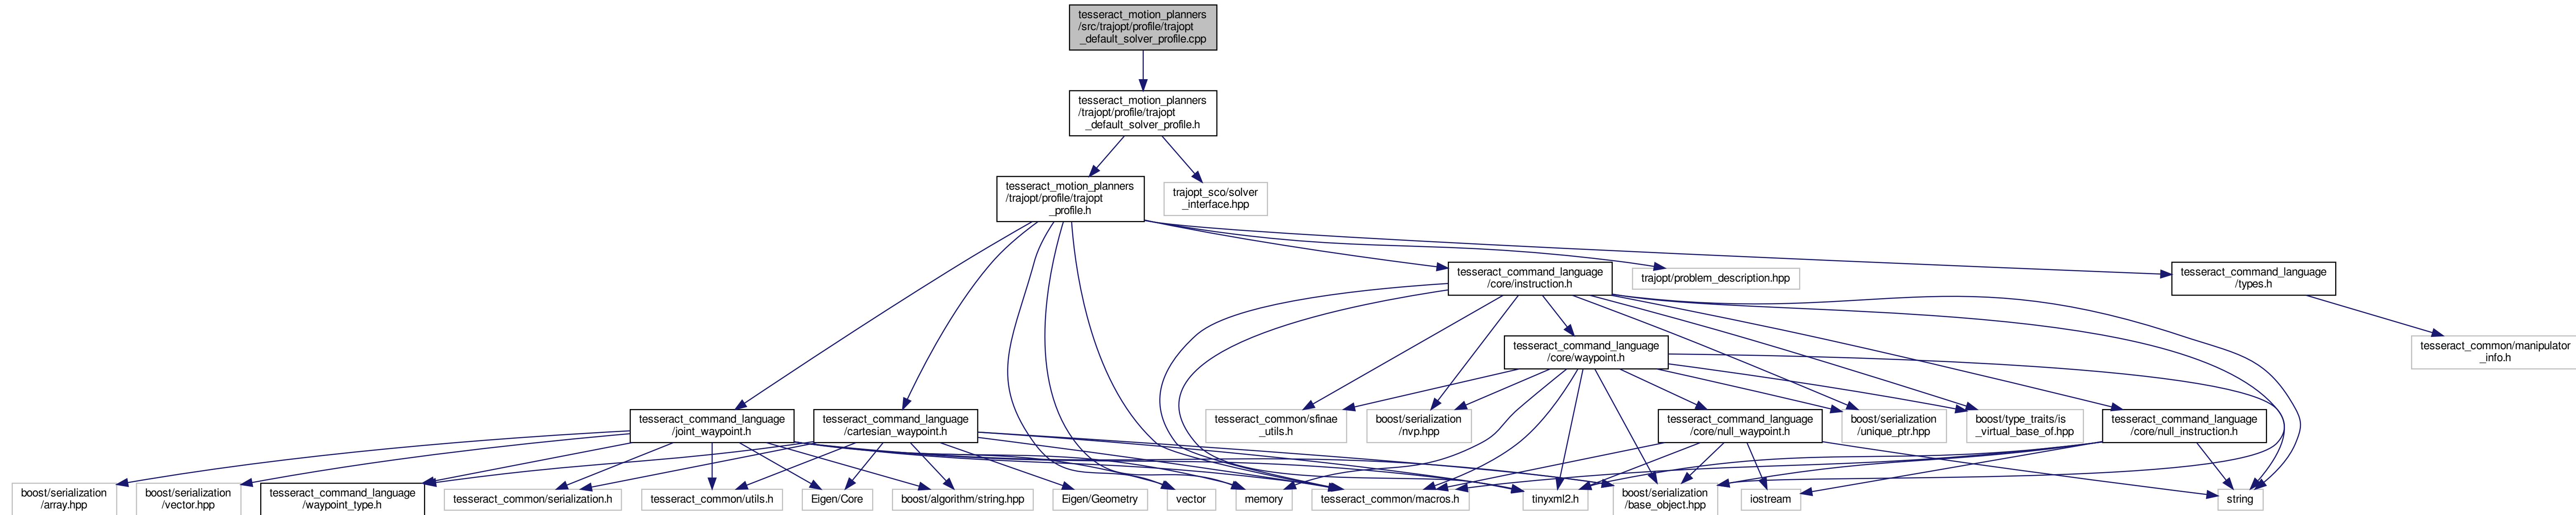 tesseract_motion_planners
/src/trajopt/profile/trajopt
_default_solver_profile.cpp
tesseract_motion_planners
/trajopt/profile/trajopt
_default_solver_profile.h
tesseract_motion_planners
/trajopt/profile/trajopt
_profile.h
trajopt_sco/solver
_interface.hpp
tesseract_command_language
/core/instruction.h
trajopt/problem_description.hpp
tesseract_command_language
/types.h
tesseract_command_language
/core/waypoint.h
tesseract_common/manipulator
_info.h
tesseract_command_language
/joint_waypoint.h
tesseract_command_language
/cartesian_waypoint.h
tesseract_common/sfinae
_utils.h
boost/serialization
/nvp.hpp
tesseract_command_language
/core/null_waypoint.h
boost/serialization
/unique_ptr.hpp
boost/type_traits/is
_virtual_base_of.hpp
tesseract_command_language
/core/null_instruction.h
boost/serialization
/array.hpp
boost/serialization
/vector.hpp
tesseract_command_language
/waypoint_type.h
tesseract_common/serialization.h
tesseract_common/utils.h
Eigen/Core
boost/algorithm/string.hpp
Eigen/Geometry
vector
memory
tesseract_common/macros.h
tinyxml2.h
boost/serialization
/base_object.hpp
iostream
string